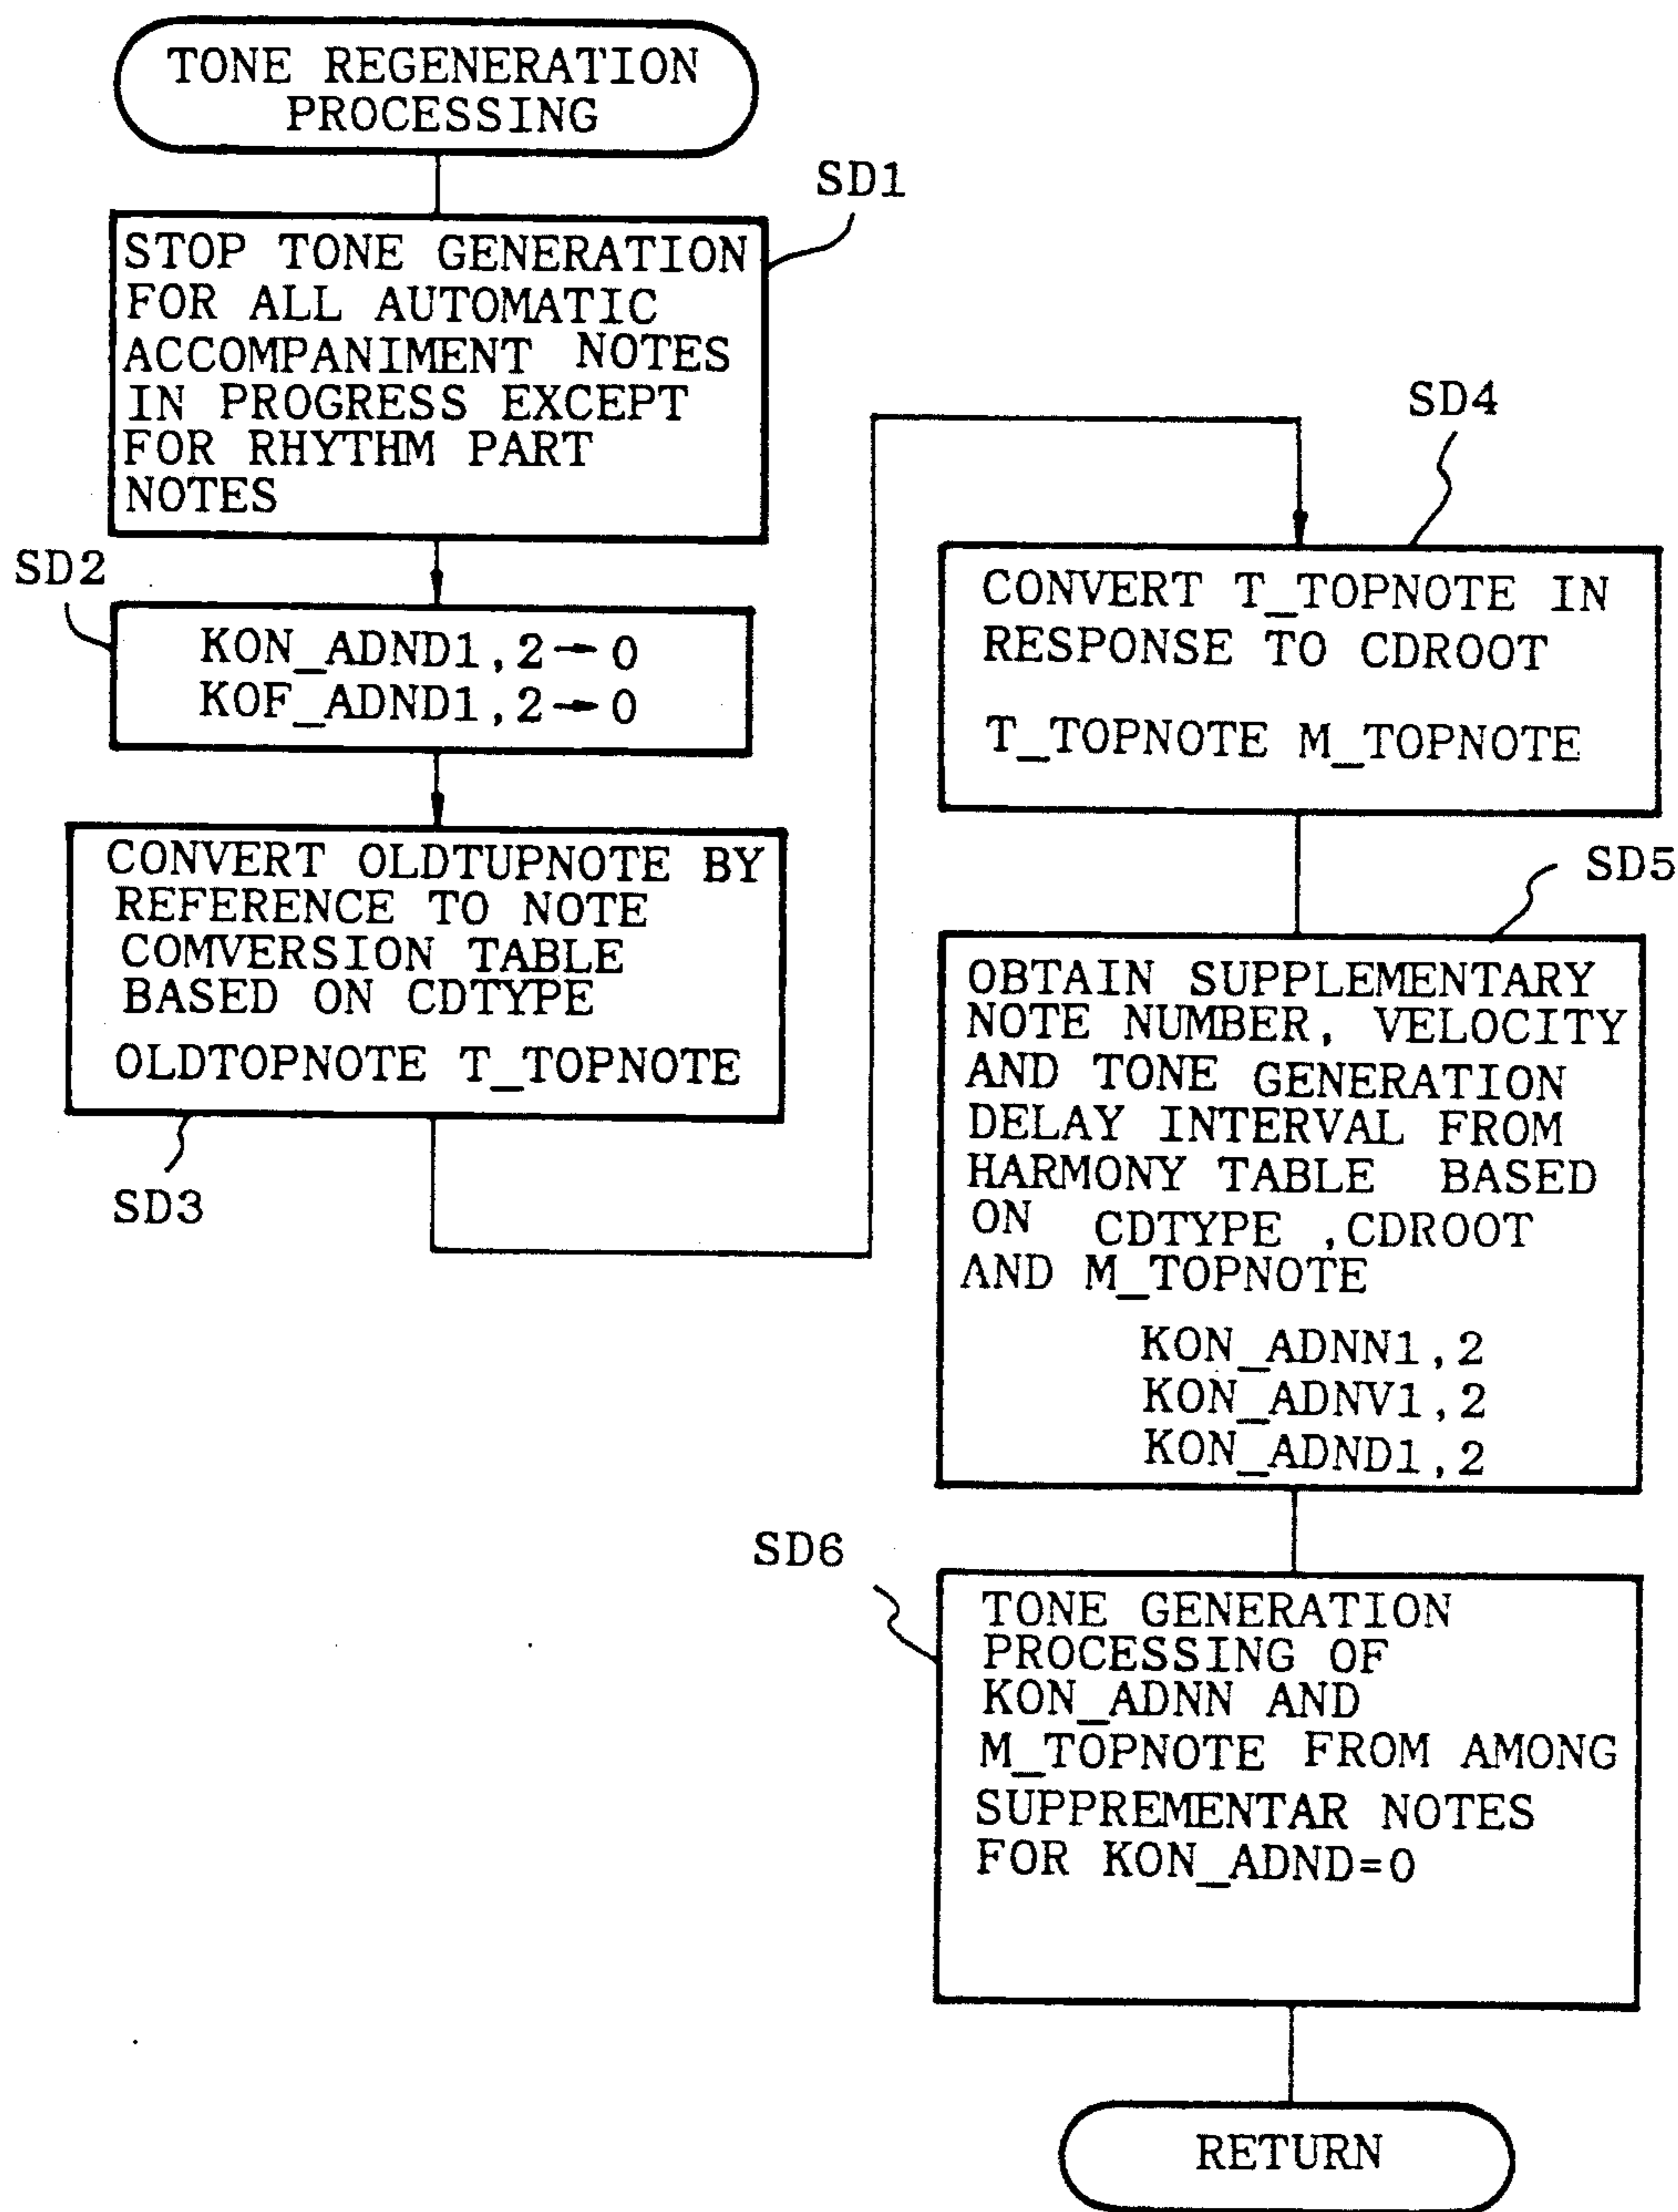 TONE REGENERATION
PROCESSING
SD1
STOP TONE GENERATION
FOR ALL AUTOMATIC
ACCOMPANIMENT NOTES
IN PROGRESS EXCEPT
FOR RHYTHM PART
NOTES
SD2
KON_ADND1,2→0
KOF_ADND1,2→0
CONVERT OLDTUPNOTE BY
REFERENCE TO NOTE
COMVERSION TABLE
BASED ON CDTYPE
OLDTOPNOTE T_TOPNOTE
SD3
SD4
CONVERT T_TOPNOTE IN
RESPONSE TO CDROOT
T_TOPNOTE M_TOPNOTE
SD5
OBTAIN SUPPLEMENTARY
NOTE NUMBER, VELOCITY
AND TONE GENERATION
DELAY INTERVAL FROM
HARMONY TABLE BASED
ON CDTYPE ,CDROOT
AND M_TOPNOTE
KON_ADNN1,2
KON_ADNV1,2
KON_ADND1,2
SD6
TONE GENERATION
PROCESSING OF
KON_ADNN AND
M_TOPNOTE FROM AMONG
SUPPREMENTAR NOTES
FOR KON_ADND=0
RETURN